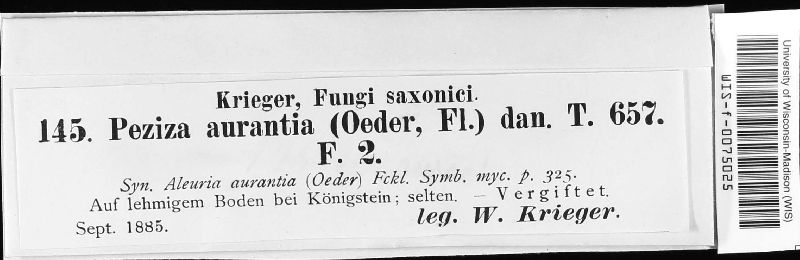 Krieger, Fungi saxonici.
145. Peziza aurantia (Oeder, Fl.) dan. T. 657.
F. 2.
Syn. Aleuria aurantia (Oeder) Fckl. Symb. myc. p. 325.
Auf lehmigem Boden bei Königstein; selten. — Vergiftet.
Sept. 1885.
leg. W. Krieger.
University of Wisconsin-Madison (WIS)
WIS-f-0075025